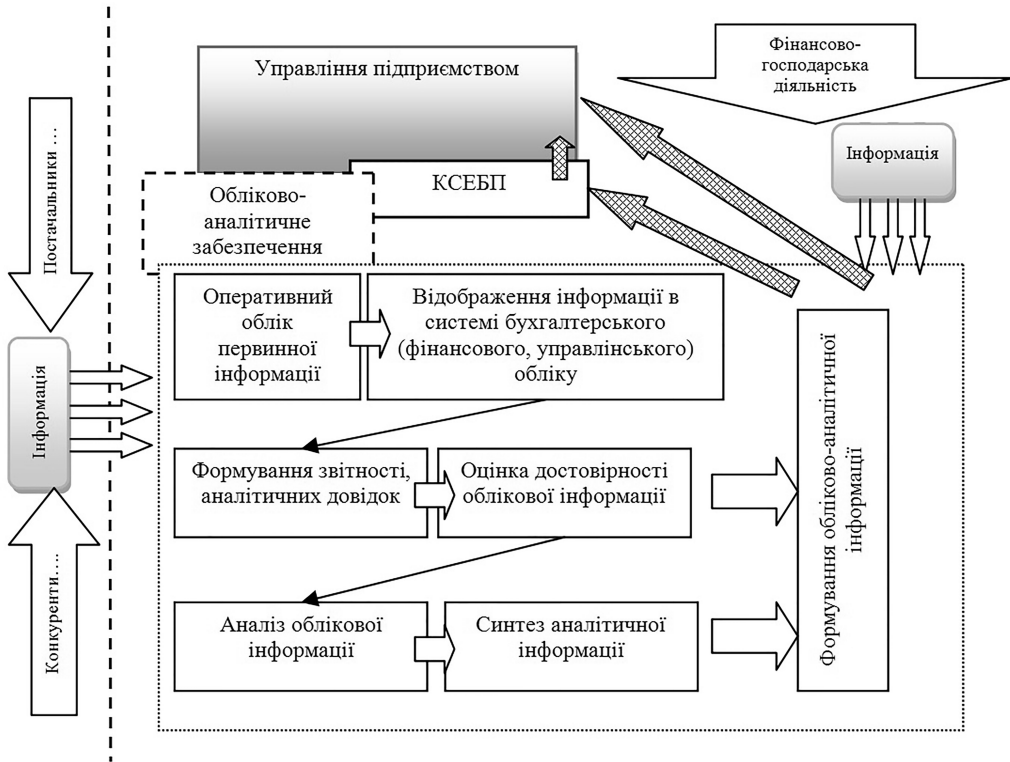 Управління підприємством
Фінансово-
господарська
діяльність
Інформація
КСЕБП
Обліково-
аналітичне
забезпечення
Постачальники …
Інформація
Конкуренти….
Оперативний
облік
первинної
інформації
Відображення інформації в
системі бухгалтерського
(фінансового, управлінського)
обліку
Формування звітності,
аналітичних довідок
Оцінка достовірності
облікової інформації
Аналіз облікової
інформації
Синтез аналітичної
інформації
Формування обліково-аналітичної
інформації